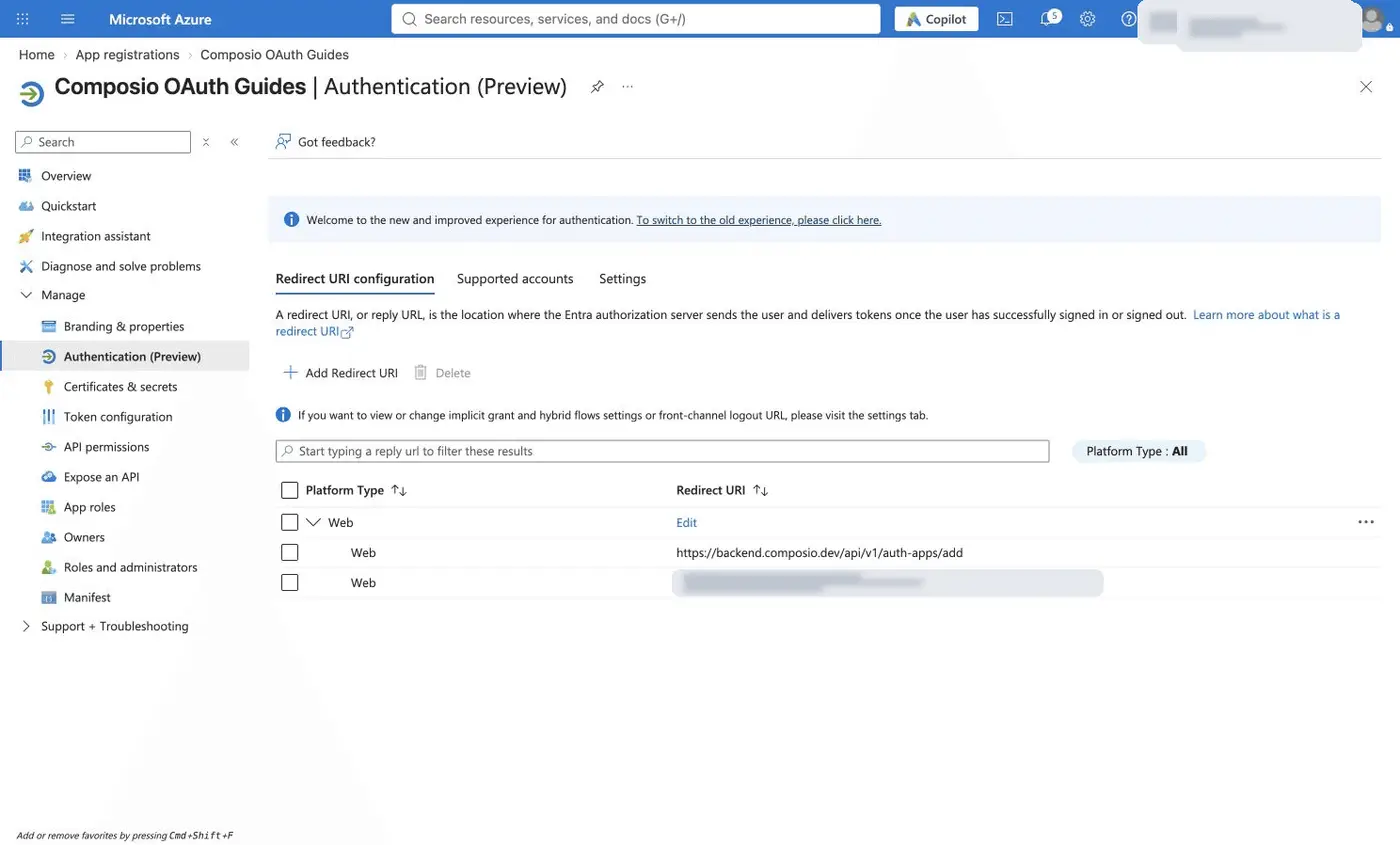 Microsoft Azure
Search resources, services, and docs (G+/)
Copilot
5
Home > App registrations > Composio OAuth Guides
Composio OAuth Guides | Authentication (Preview)
Search
Got feedback?
Overview
Quickstart
Integration assistant
Diagnose and solve problems
Manage
Branding & properties
Authentication (Preview)
Certificates & secrets
Token configuration
API permissions
Expose an API
App roles
Owners
Roles and administrators
Manifest
Support + Troubleshooting
Welcome to the new and improved experience for authentication. To switch to the old experience, please click here.
Redirect URI configuration Supported accounts Settings
A redirect URI, or reply URL, is the location where the Entra authorization server sends the user and delivers tokens once the user has successfully signed in or signed out. Learn more about what is a
redirect URI
Add Redirect URI Delete
If you want to view or change implicit grant and hybrid flows settings or front-channel logout URL, please visit the settings tab.
Start typing a reply url to filter these results
Platform Type : All
Platform Type Redirect URI
Web Edit
Web https://backend.composio.dev/api/v1/auth-apps/add
Web
Add or remove favorites by pressing Cmd+Shift+F